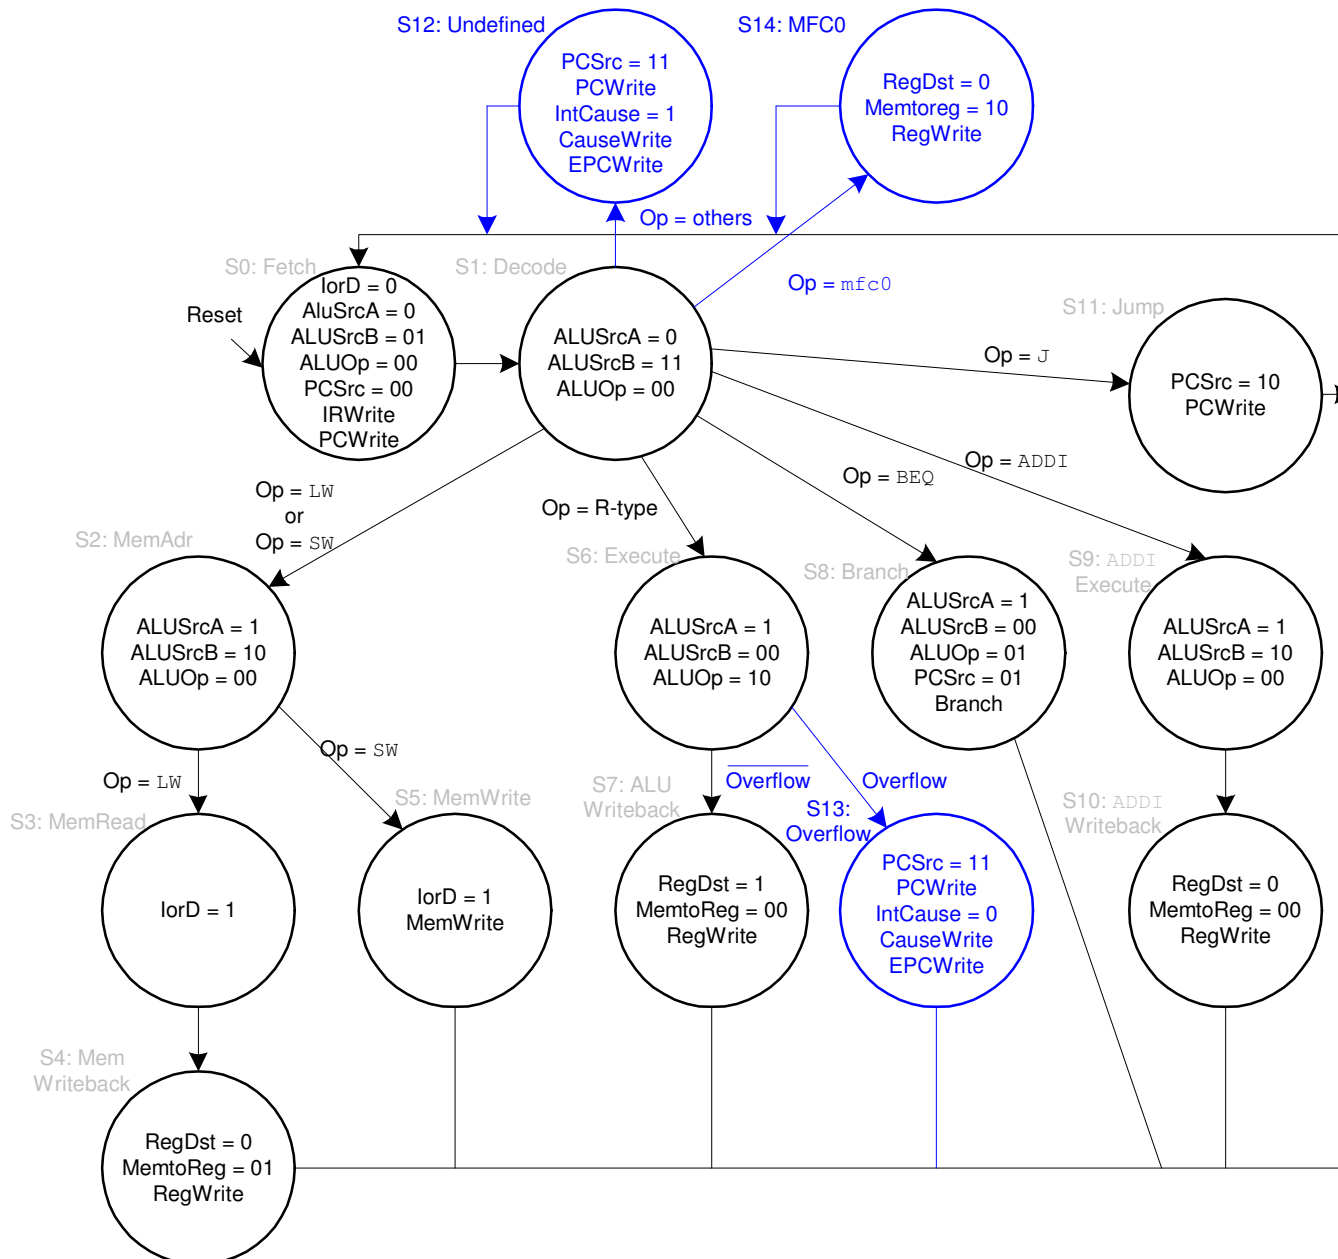 S12: Undefined
PCSrc = 11
PCWrite
IntCause = 1
CauseWrite
EPCWrite
S14: MFC0
RegDst = 0
Memtoreg = 10
RegWrite
Op = others
Op = mfc0
S0: Fetch
Reset
IorD = 0
AluSrcA = 0
ALUSrcB = 01
ALUOp = 00
PCSrc = 00
IRWrite
PCWrite
S1: Decode
ALUSrcA = 0
ALUSrcB = 11
ALUOp = 00
S11: Jump
Op = J
PCSrc = 10
PCWrite
Op = LW
or
Op = SW
Op = R-type
Op = BEQ
Op = ADDI
S2: MemAdr
ALUSrcA = 1
ALUSrcB = 10
ALUOp = 00
S6: Execute
ALUSrcA = 1
ALUSrcB = 00
ALUOp = 10
S8: Branch
ALUSrcA = 1
ALUSrcB = 00
ALUOp = 01
PCSrc = 01
Branch
S9: ADDI
Execute
ALUSrcA = 1
ALUSrcB = 10
ALUOp = 00
Op = LW
Op = SW
Overflow
Overflow
S3: MemRead
IorD = 1
S5: MemWrite
IorD = 1
MemWrite
S7: ALU
Writeback
RegDst = 1
MemtoReg = 00
RegWrite
S13:
Overflow
PCSrc = 11
PCWrite
IntCause = 0
CauseWrite
EPCWrite
S10: ADDI
Writeback
RegDst = 0
MemtoReg = 00
RegWrite
S4: Mem
Writeback
RegDst = 0
MemtoReg = 01
RegWrite